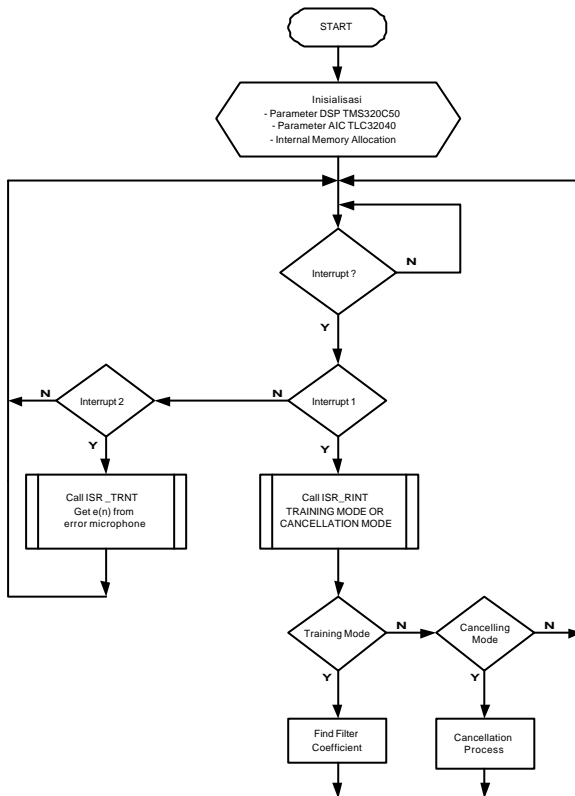 START
Inisialisasi
- Parameter DSP TMS320C50
- Parameter AIC TLC32040
- Internal Memory Allocation
Interrupt ?
N
Y
Interrupt 1
N
Y
Interrupt 2
N
Y
Call ISR _TRNT
Get e(n) from
error microphone
Call ISR_RINT
TRAINING MODE OR
CANCELLATION MODE
Training Mode
N
Y
Cancelling
Mode
N
Y
Find Filter
Coefficient
Cancellation
Process